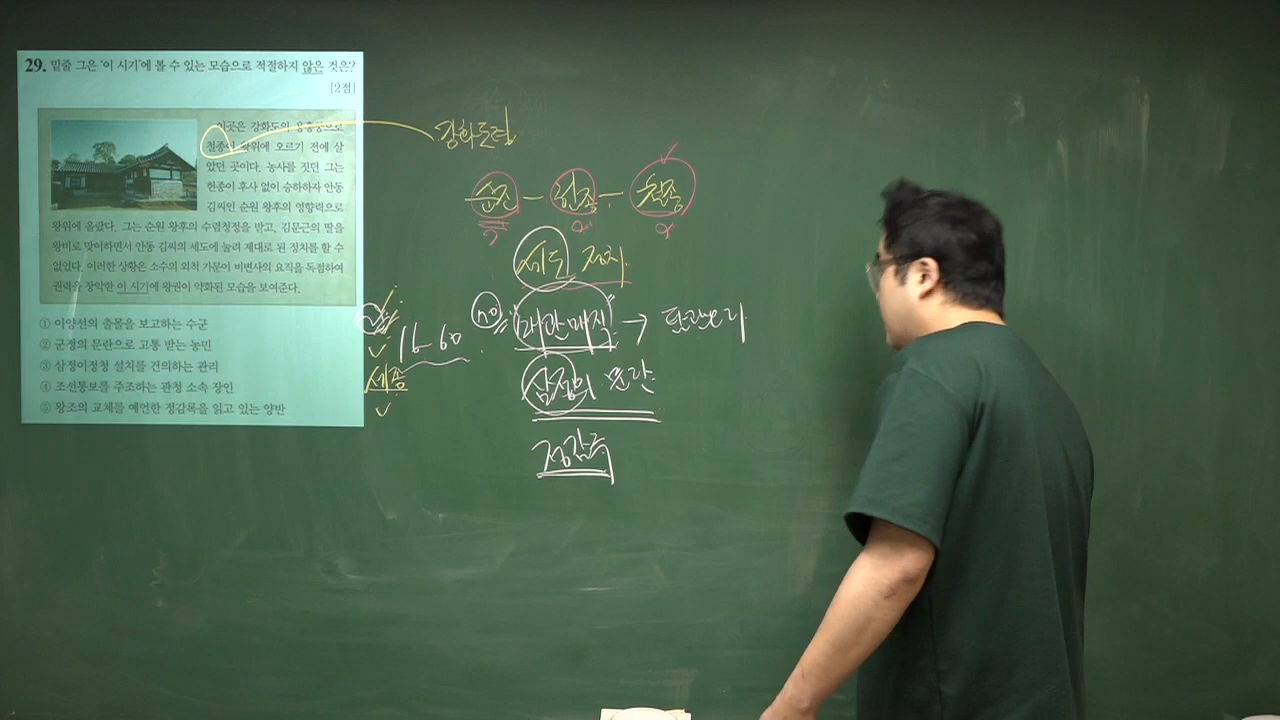 29. 밑줄 그은 '이 시기'에 볼 수 있는 모습으로 적절하지 않은 것은?
[2점]
이곳은 강화도의 용흥궁으로
철종이 왕위에 오르기 전에 살
았던 곳이다. 농사를 짓던 그는
헌종이 후사 없이 승하하자 안동
김씨인 순원 왕후의 영향력으로
왕위에 올랐다. 그는 순원 왕후의 수렴청정을 받고, 김문근의 딸을
왕비로 맞이하면서 안동 김씨의 세도에 눌려 제대로 된 정치를 할 수
없었다. 이러한 상황은 소수의 외척 가문이 비변사의 요직을 독점하여
권력을 장악한 이 시기에 왕권이 약화된 모습을 보여준다.
① 이양선의 출몰을 보고하는 수군
② 군정의 문란으로 고통 받는 농민
③ 삼정이정청 설치를 건의하는 관리
④ 조선통보를 주조하는 관청 소속 장인
⑤ 왕조의 교체를 예언한 정감록을 읽고 있는 양반
강화도령
순조 - 헌종 - 철종
세도 정치
매관매직 → 탐관오리
16-60
세종
삼정의 문란
정감록